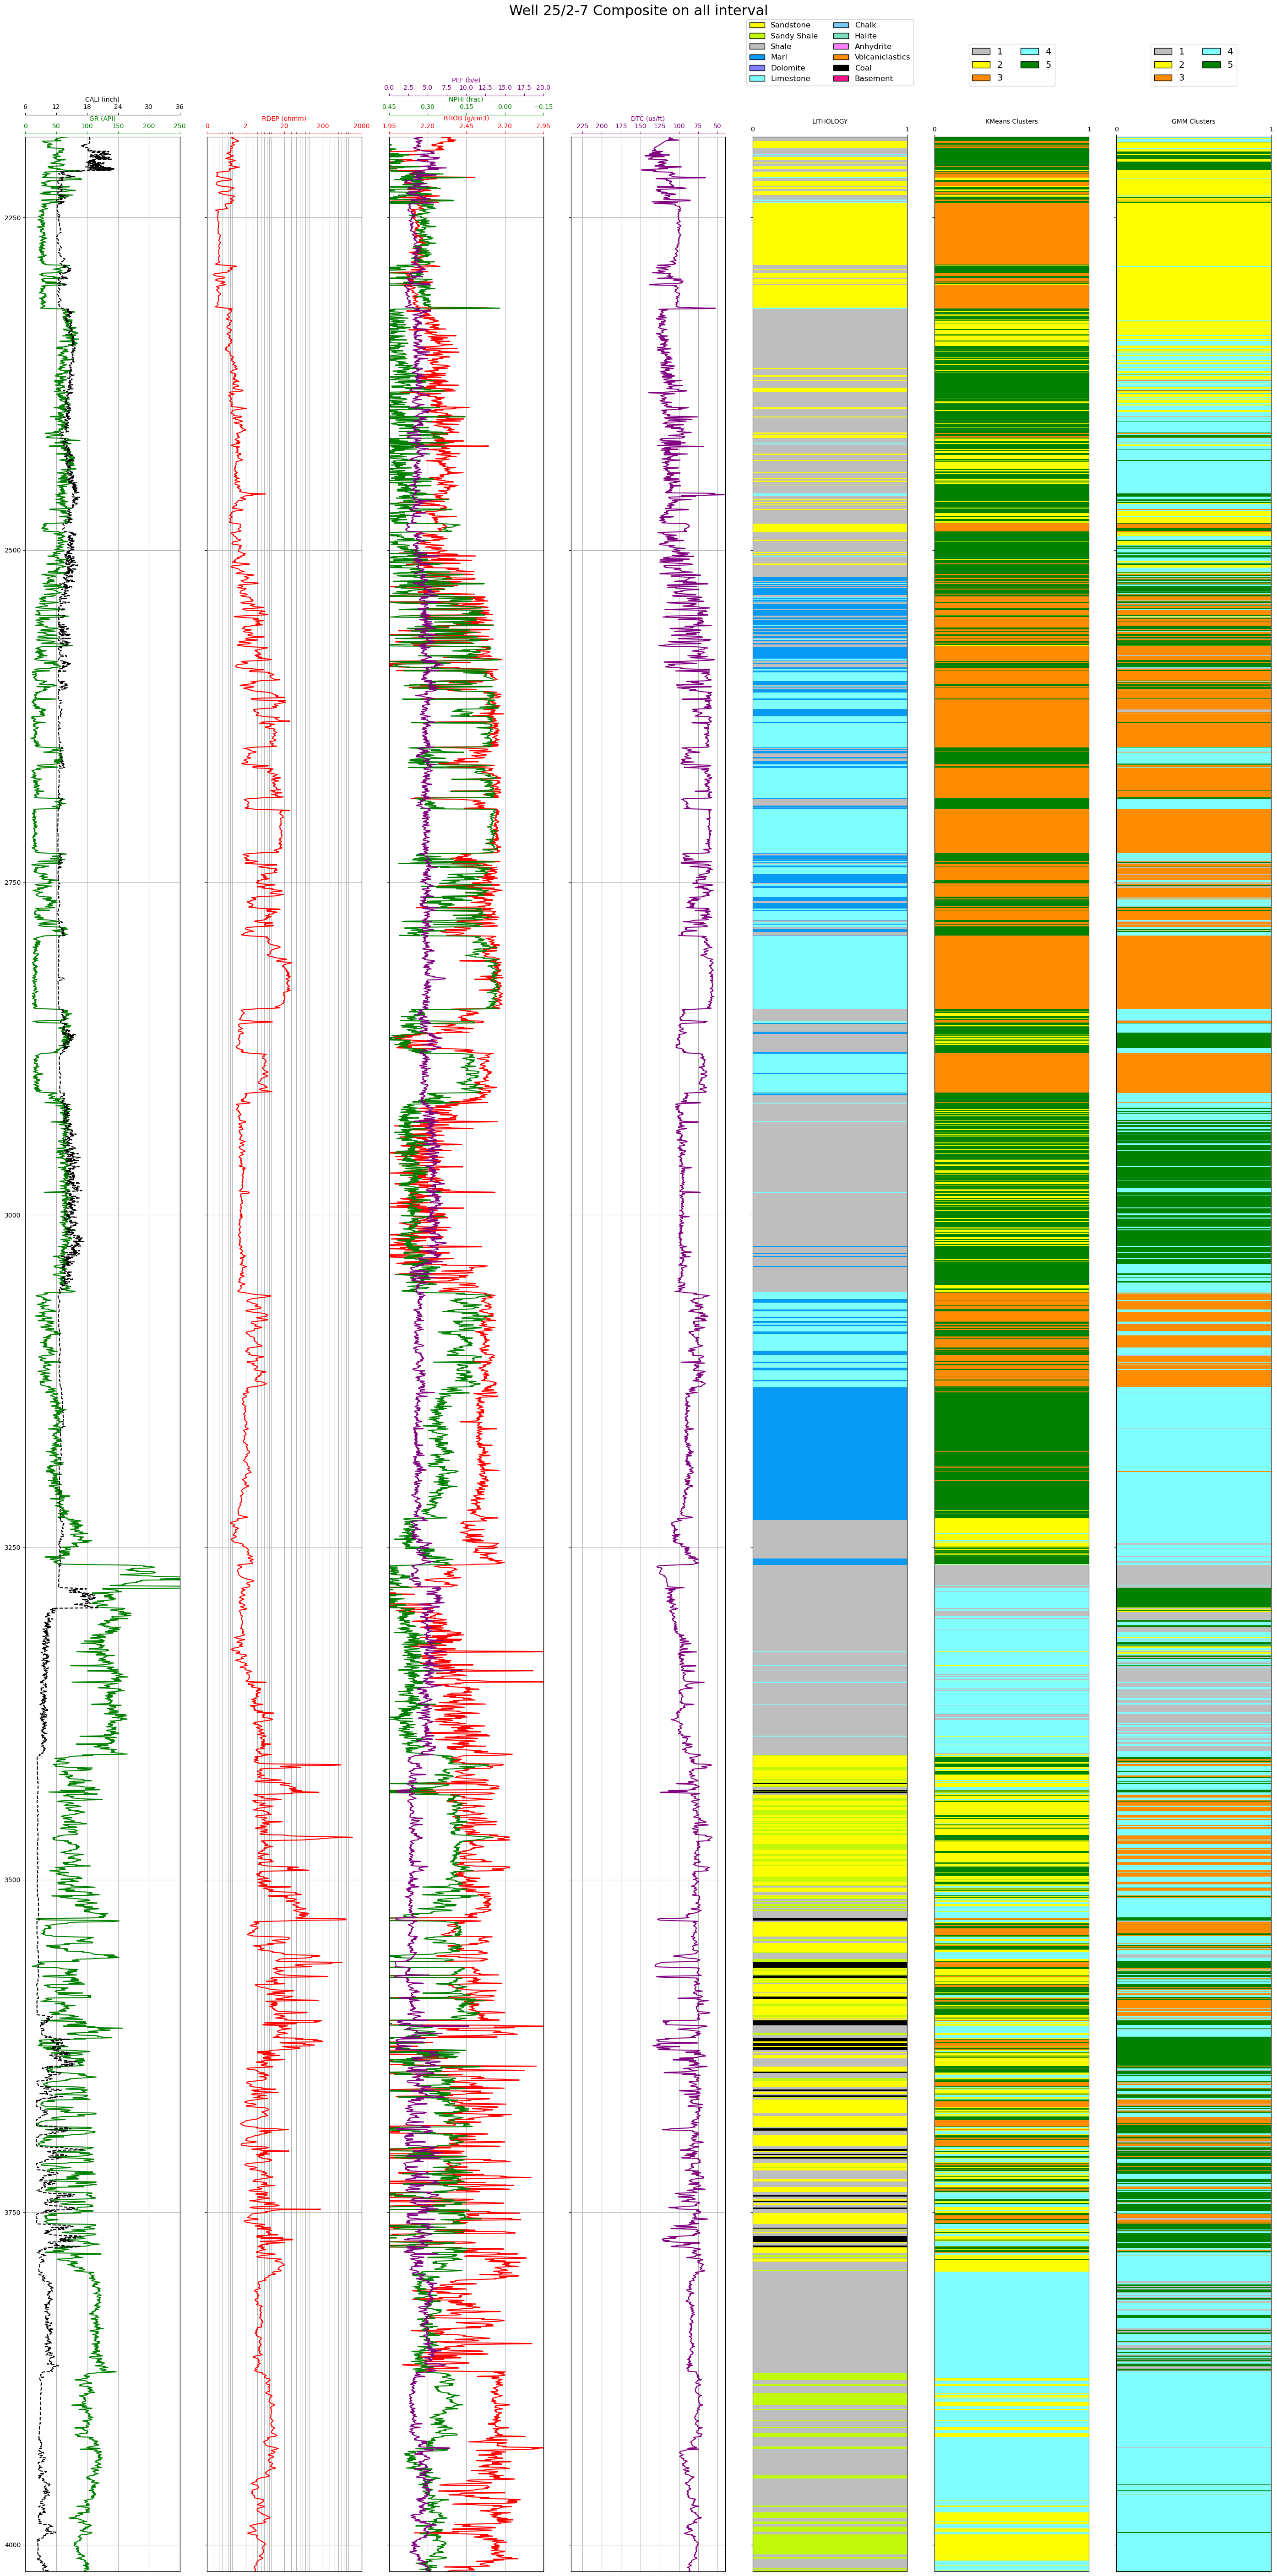 Well 25/2-7 Composite on all interval
Sandstone Chalk
Sandy Shale Halite
Shale Anhydrite
Marl Volcaniclastics
Dolomite Coal
Limestone Basement
1 4
2 5
3
1 4
2 5
3
PEF (b/e)
0.0 2.5 5.0 7.5 10.0 12.5 15.0 17.5 20.0
CALI (inch)
6 12 18 24 30 36
NPHI (frac)
0.45 0.30 0.15 0.00 −0.15
GR (API)
0 50 100 150 200 250
RDEP (ohmm)
0 2 20 200 2000
RHOB (g/cm3)
1.95 2.20 2.45 2.70 2.95
DTC (us/ft)
225 200 175 150 125 100 75 50
LITHOLOGY
0 1
KMeans Clusters
0 1
GMM Clusters
0 1
2250
2500
2750
3000
3250
3500
3750
4000